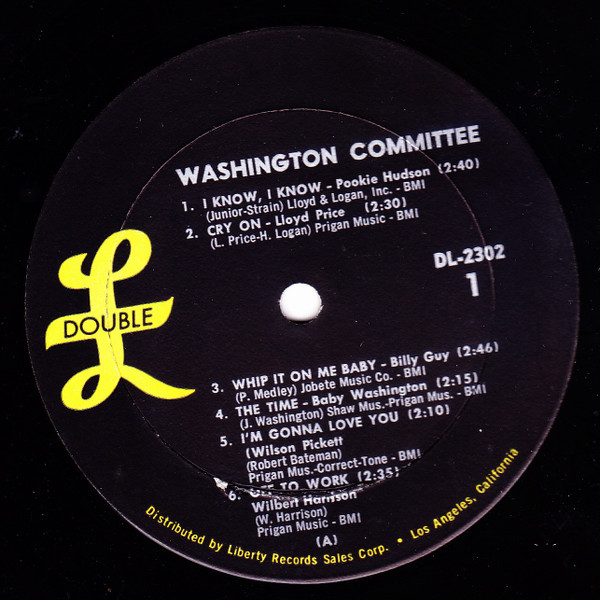 WASHINGTON COMMITTEE
1. I KNOW, I KNOW - Pookie Hudson (2:40)
(Junior-Strain) Lloyd & Logan, Inc. - BMI
2. CRY ON - Lloyd Price (2:30)
(L. Price-H. Logan) Prigan Music - BMI
DL-2302
1
DOUBLE
L
3. WHIP IT ON ME BABY - Billy Guy (2:46)
(P. Medley) Jobete Music Co. - BMI
4. THE TIME - Baby Washington (2:15)
(J. Washington) Shaw Mus.-Prigan Mus. - BMI
5. I'M GONNA LOVE YOU (2:10)
(Wilson Pickett
(Robert Bateman)
Prigan Mus.-Correct-Tone - BMI
6. TO WORK (2:35)
Wilbert Harrison
(W. Harrison)
Prigan Music - BMI
(A)
Distributed by Liberty Records Sales Corp. • Los Angeles, California